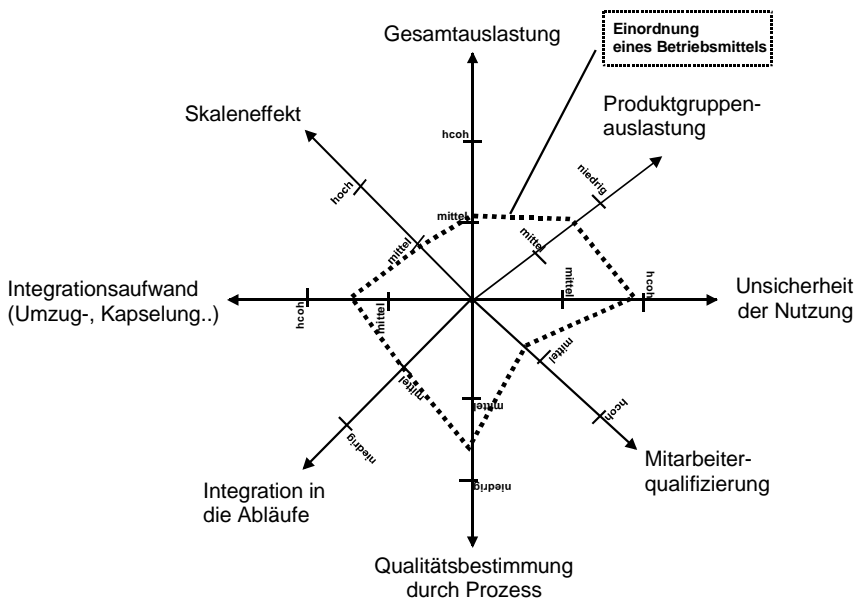 Gesamtauslastung
Einordnung
eines Betriebsmittels
Skaleneffekt
Produktgruppen-
auslastung
hcoh
hoch
niedrig
mittel
mittel
mittel
Integrationsaufwand
(Umzug-, Kapselung..)
hcoh
mittel
mittel
hcoh
Unsicherheit
der Nutzung
mittel
mittel
mittel
hcoh
niedrig
niedrig
Integration in
die Abläufe
Mitarbeiter-
qualifizierung
Qualitätsbestimmung
durch Prozess